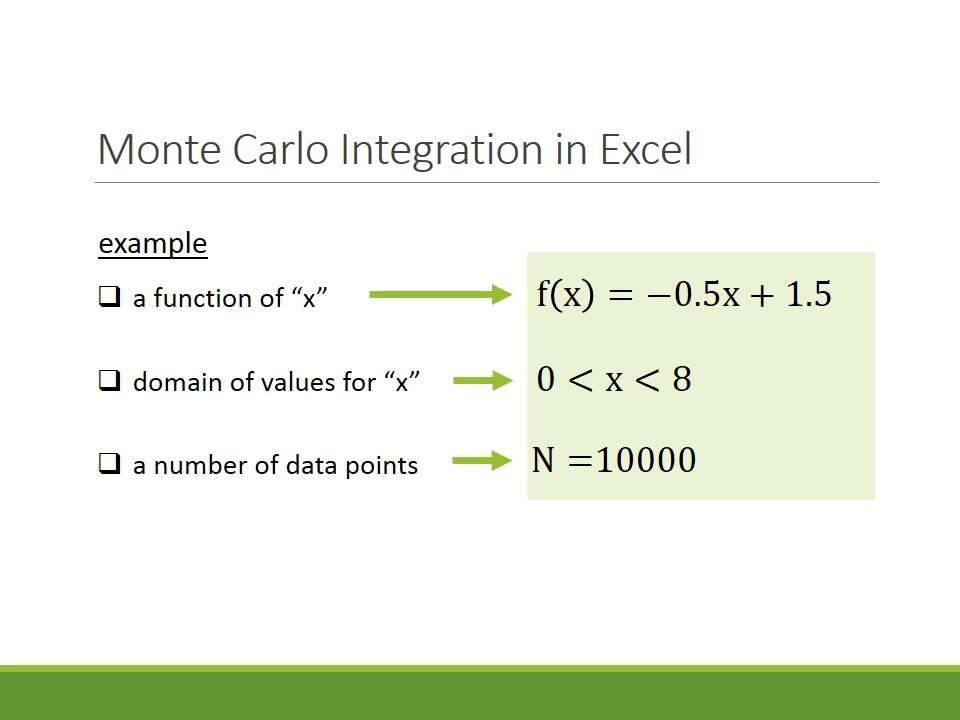 Monte Carlo Integration in Excel
example
❑ a function of “x”
f(x) = −0.5x + 1.5
❑ domain of values for “x”
0 < x < 8
❑ a number of data points
N =10000